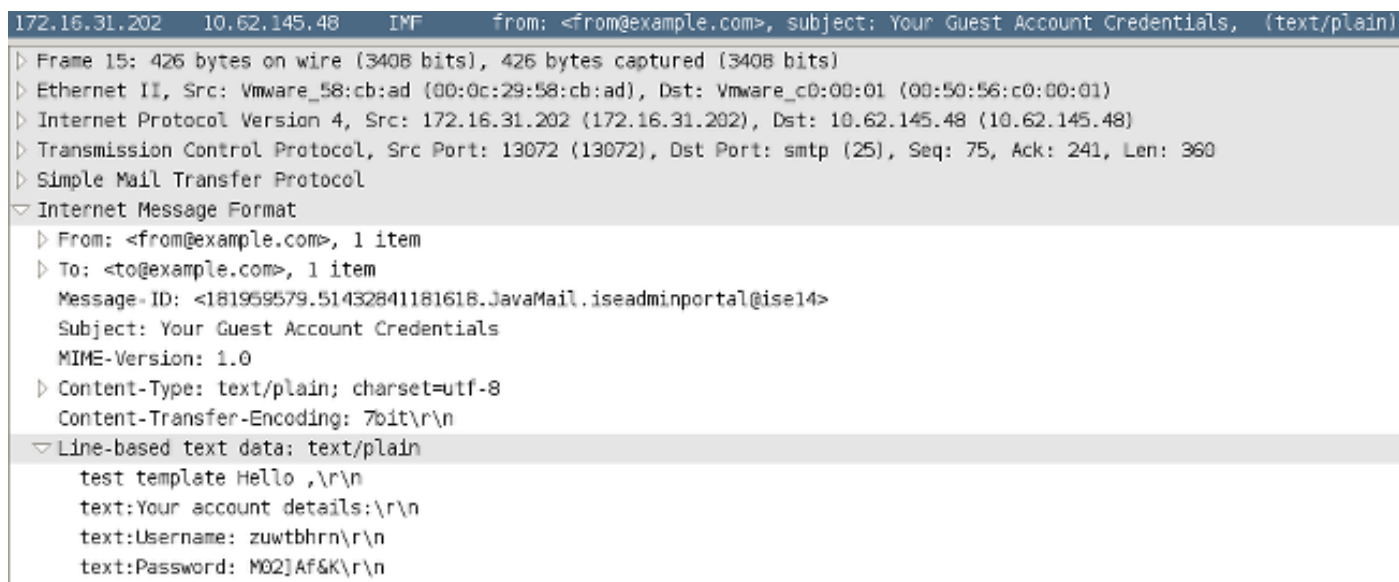 172.16.31.202 10.62.145.48 IMF from: <from@example.com>, subject: Your Guest Account Credentials, (text/plain)
Frame 15: 426 bytes on wire (3408 bits), 426 bytes captured (3408 bits)
Ethernet II, Src: Vmware_58:cb:ad (00:0c:29:58:cb:ad), Dst: Vmware_c0:00:01 (00:50:56:c0:00:01)
Internet Protocol Version 4, Src: 172.16.31.202 (172.16.31.202), Dst: 10.62.145.48 (10.62.145.48)
Transmission Control Protocol, Src Port: 13072 (13072), Dst Port: smtp (25), Seq: 75, Ack: 241, Len: 360
Simple Mail Transfer Protocol
Internet Message Format
From: <from@example.com>, 1 item
To: <to@example.com>, 1 item
Message-ID: <181959579.51432841181618.JavaMail.iseadminportal@ise14>
Subject: Your Guest Account Credentials
MIME-Version: 1.0
Content-Type: text/plain; charset=utf-8
Content-Transfer-Encoding: 7bit\r\n
Line-based text data: text/plain
test template Hello ,\r\n
text:Your account details:\r\n
text:Username: zuwtbhrn\r\n
text:Password: M02]Af&K\r\n